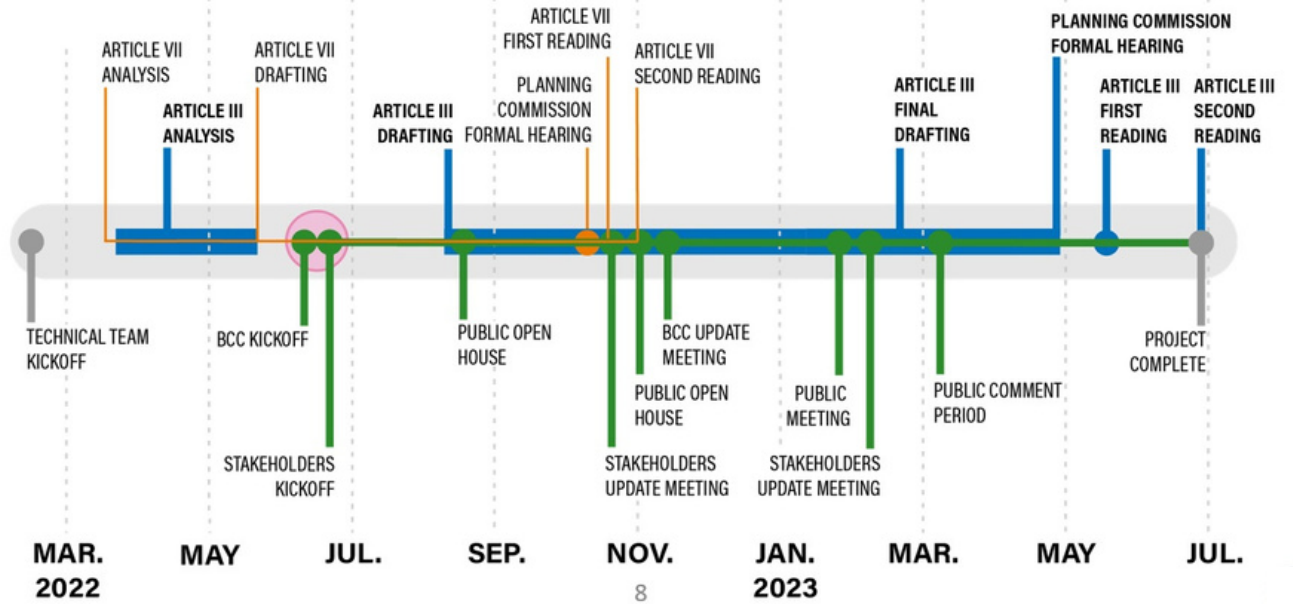 ARTICLE VII
ANALYSIS
ARTICLE III
ANALYSIS
ARTICLE VII
DRAFTING
ARTICLE III
DRAFTING
ARTICLE VII
FIRST READING
PLANNING
COMMISSION
FORMAL HEARING
ARTICLE VII
SECOND READING
ARTICLE III
FINAL
DRAFTING
PLANNING COMMISSION
FORMAL HEARING
ARTICLE III
FIRST
READING
ARTICLE III
SECOND
READING
TECHNICAL TEAM
KICKOFF
BCC KICKOFF
STAKEHOLDERS
KICKOFF
PUBLIC OPEN
HOUSE
BCC UPDATE
MEETING
PUBLIC OPEN
HOUSE
STAKEHOLDERS
UPDATE MEETING
PUBLIC
MEETING
STAKEHOLDERS
UPDATE MEETING
PUBLIC COMMENT
PERIOD
PROJECT
COMPLETE
MAR. MAY JUL. SEP. NOV. JAN. MAR. MAY JUL.
2022 2023
8